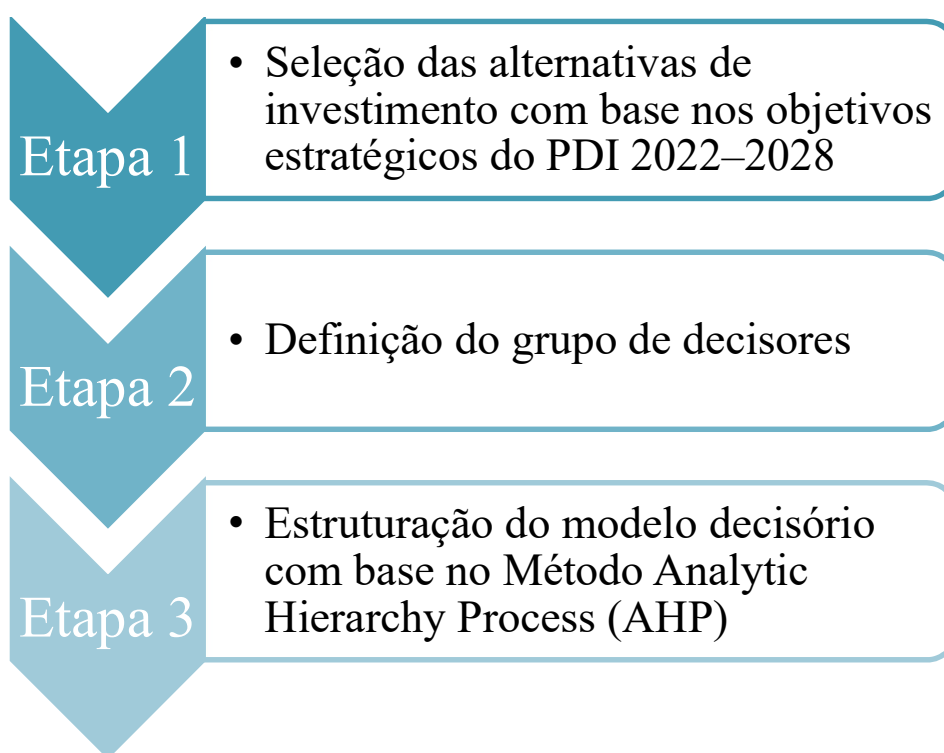 Etapa 1
• Seleção das alternativas de
investimento com base nos objetivos
estratégicos do PDI 2022–2028
Etapa 2
• Definição do grupo de decisores
Etapa 3
• Estruturação do modelo decisório
com base no Método Analytic
Hierarchy Process (AHP)